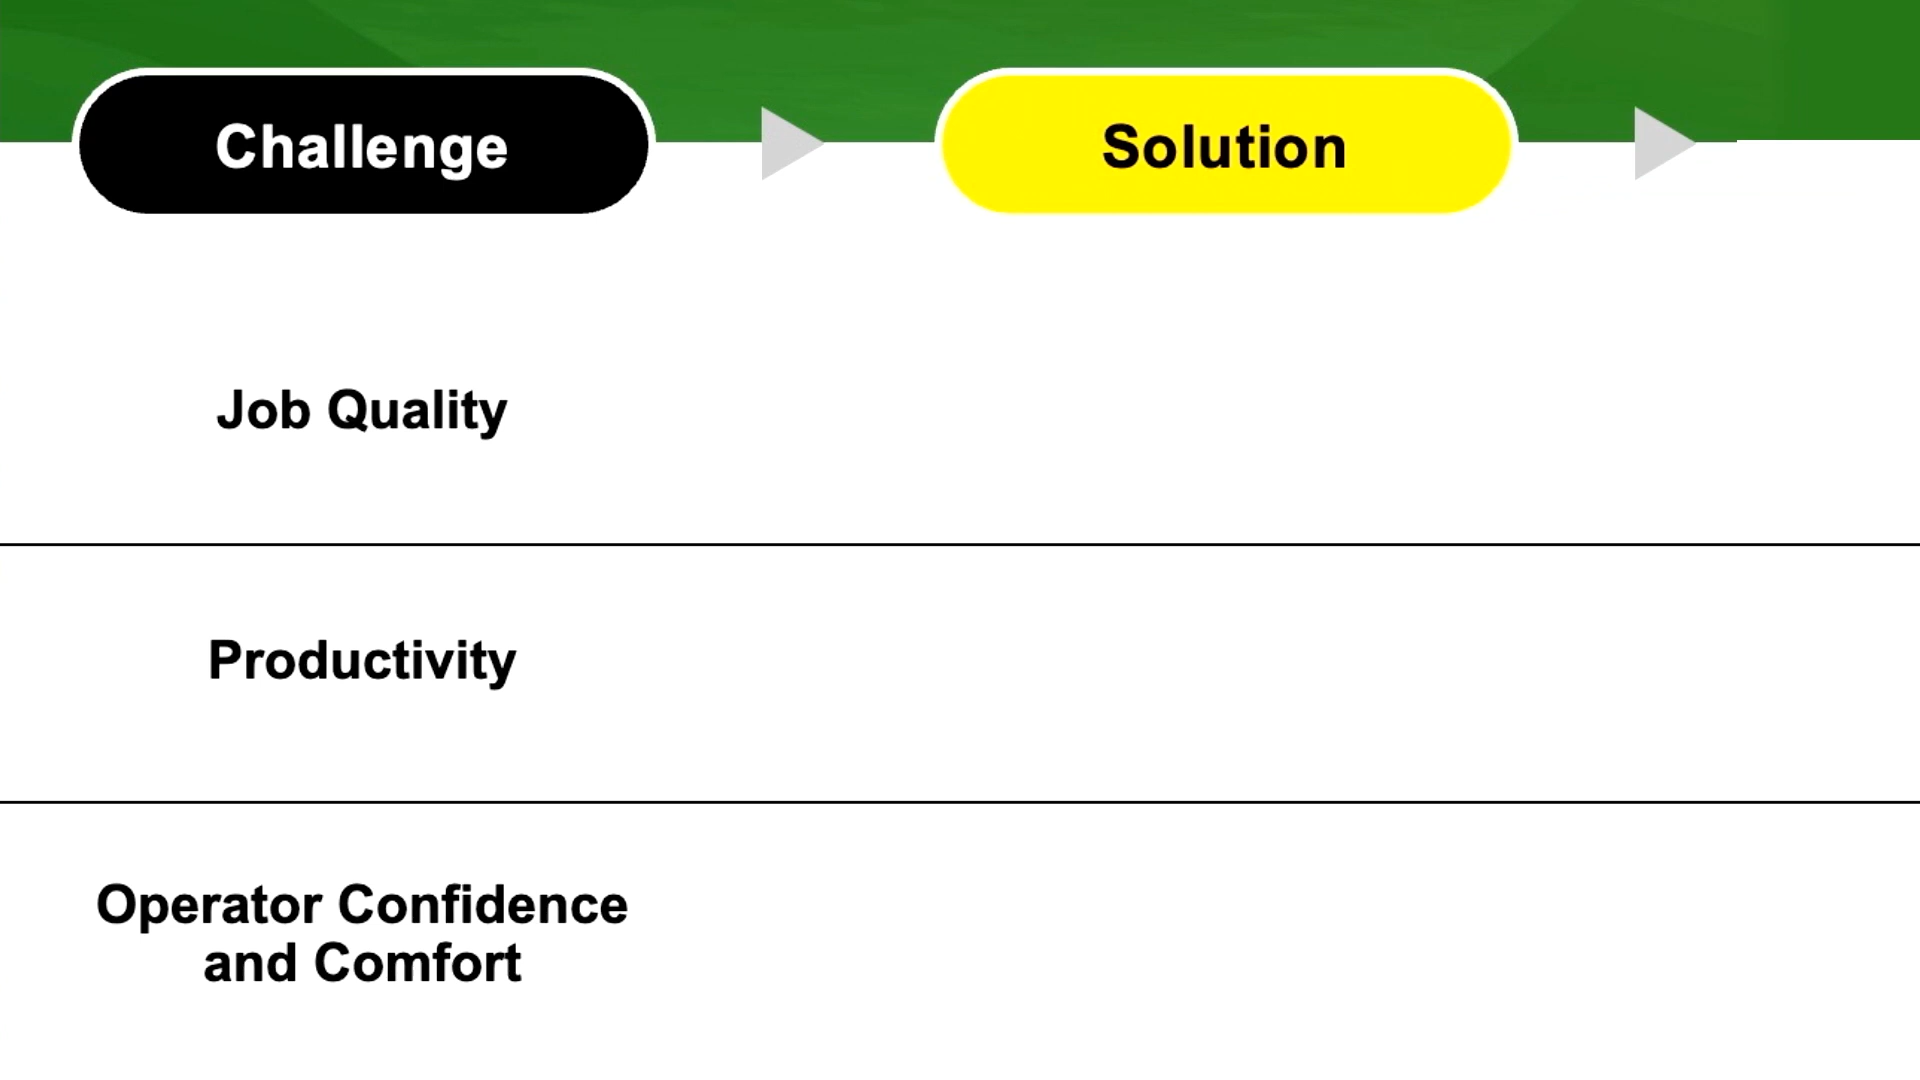 Challenge
Solution
Job Quality
Productivity
Operator Confidence
and Comfort